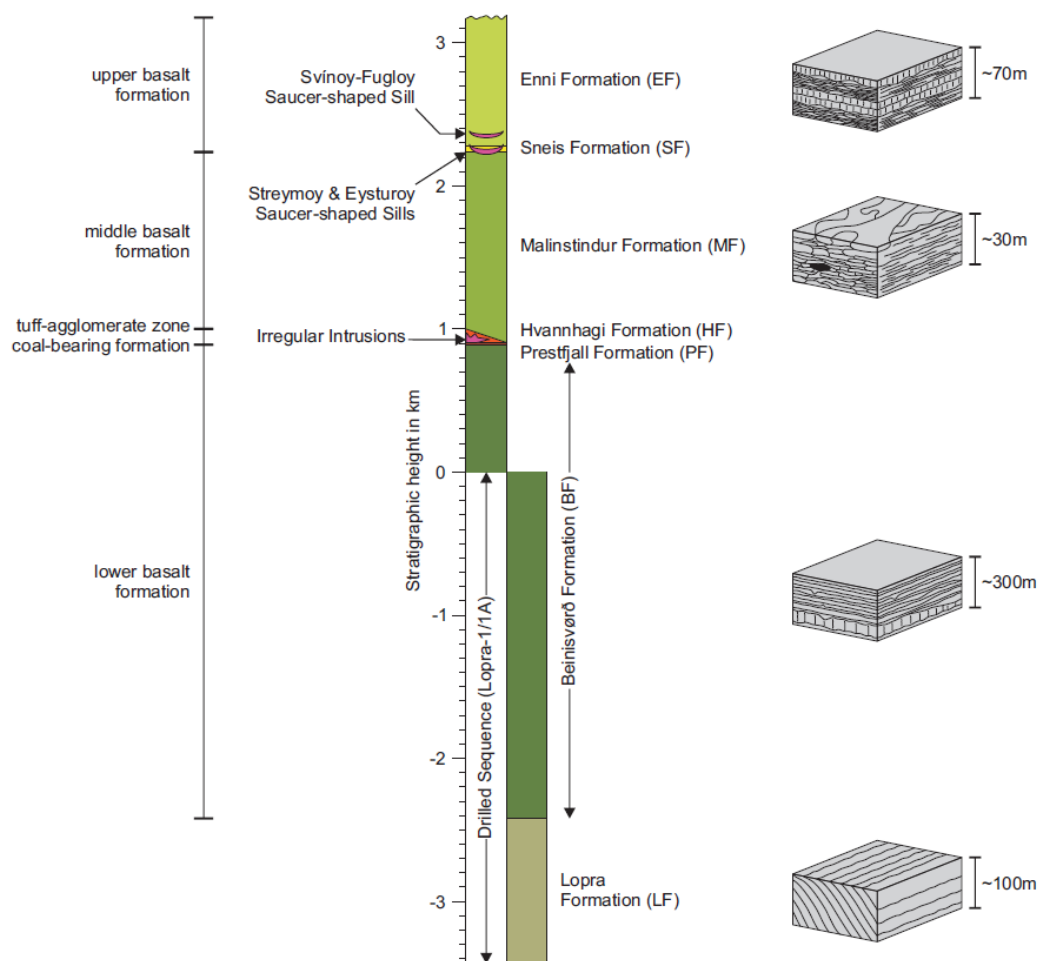 upper basalt
formation
middle basalt
formation
tuff-agglomerate zone
coal-bearing formation
lower basalt
formation
Svínoy-Fugloy
Saucer-shaped Sill
Streymoy & Eysturoy
Saucer-shaped Sills
Irregular Intrusions
Stratigraphic height in km
3
2
1
0
-1
-2
-3
Drilled Sequence (Lopra-1/1A)
Enni Formation (EF)
Sneis Formation (SF)
Malinstindur Formation (MF)
Hvannhagi Formation (HF)
Prestfjall Formation (PF)
Beinisvørð Formation (BF)
Lopra
Formation (LF)
~70m
~30m
~300m
~100m